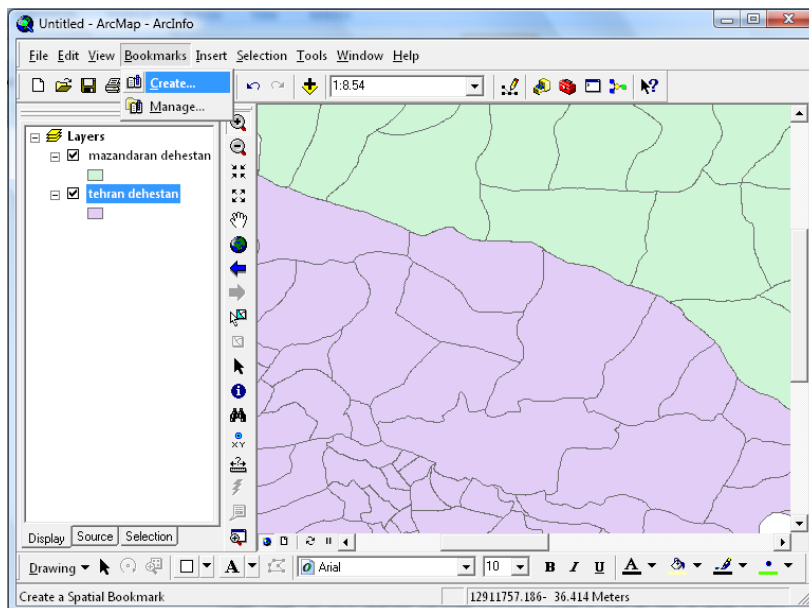 Untitled - ArcMap - ArcInfo
File Edit View Bookmarks Insert Selection Tools Window Help
Create...
1:8.54
Manage...
Layers
mazandaran dehestan
tehran dehestan
XY
Display Source Selection
Drawing A Arial 10 B I U A
Create a Spatial Bookmark 12911757.186- 36.414 Meters